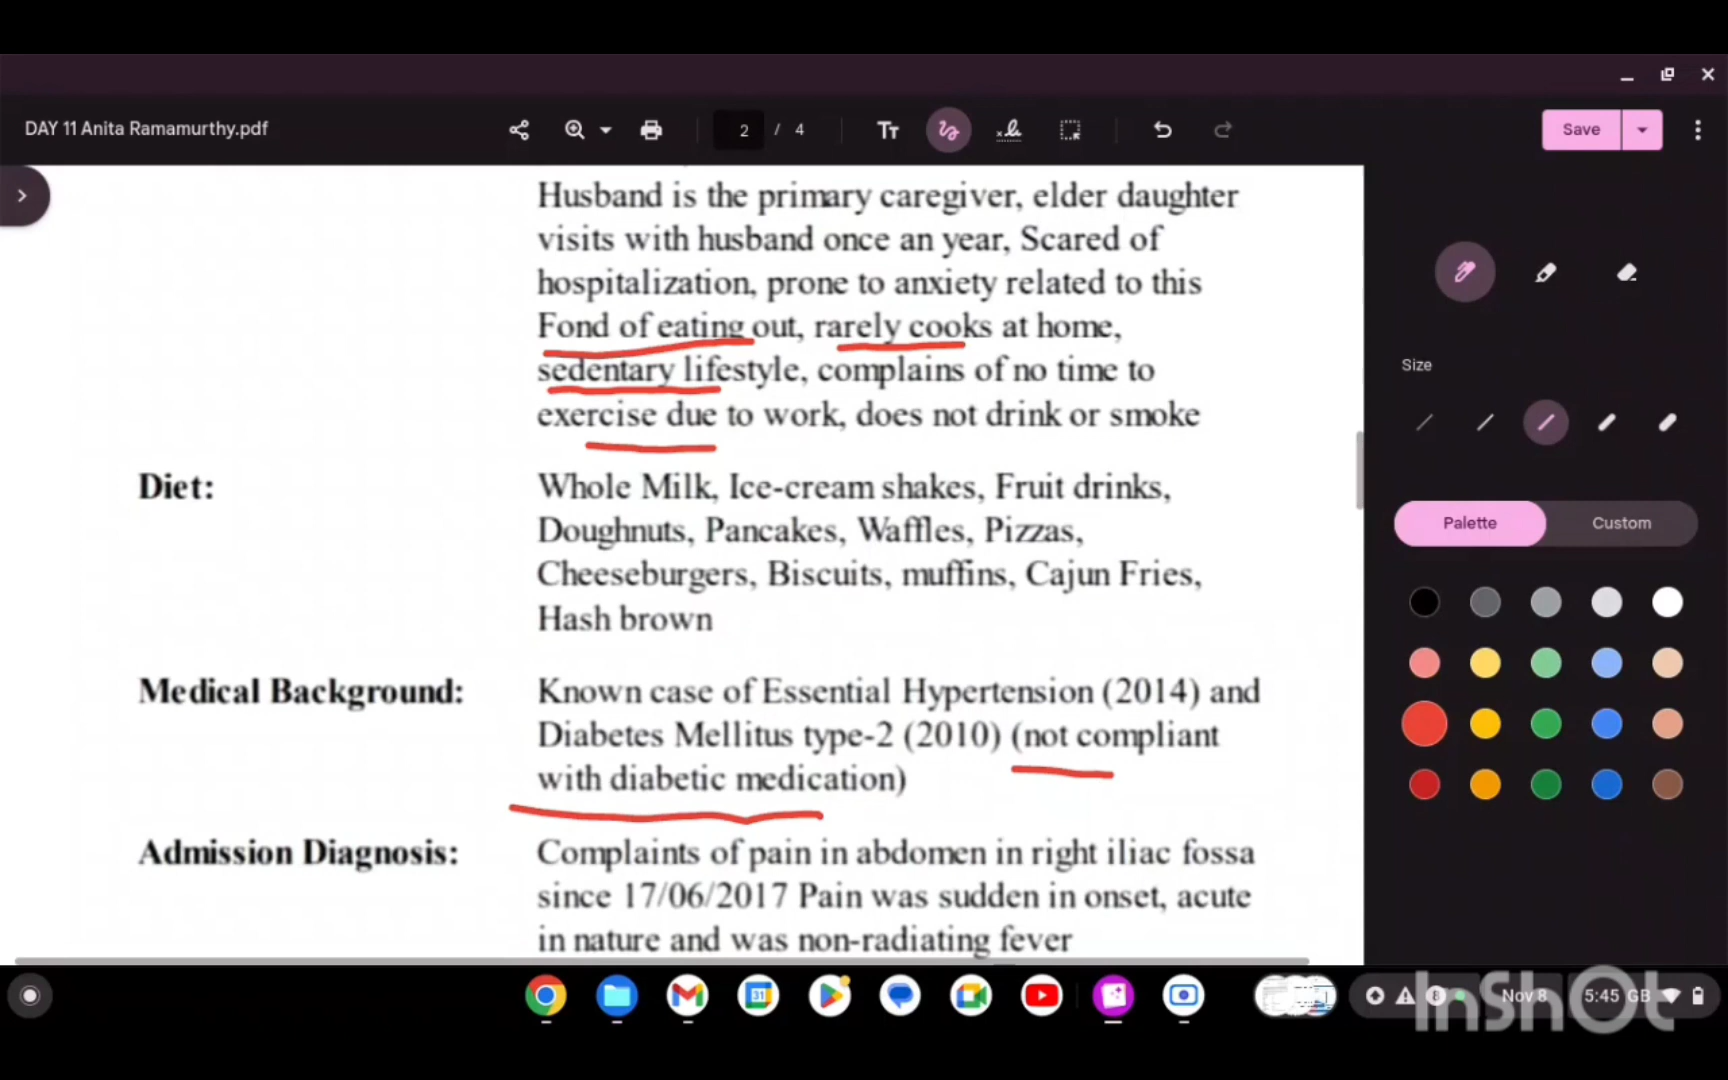 DAY 11 Anita Ramamurthy.pdf
2 / 4
Save
Husband is the primary caregiver, elder daughter
visits with husband once an year, Scared of
hospitalization, prone to anxiety related to this
Fond of eating out, rarely cooks at home,
sedentary lifestyle, complains of no time to
exercise due to work, does not drink or smoke
Diet: Whole Milk, Ice-cream shakes, Fruit drinks,
Doughnuts, Pancakes, Waffles, Pizzas,
Cheeseburgers, Biscuits, muffins, Cajun Fries,
Hash brown
Medical Background: Known case of Essential Hypertension (2014) and
Diabetes Mellitus type-2 (2010) (not compliant
with diabetic medication)
Admission Diagnosis: Complaints of pain in abdomen in right iliac fossa
since 17/06/2017 Pain was sudden in onset, acute
in nature and was non-radiating fever
Size
Palette
Custom
31
8
Nov 8
5:45 GB
InShOt